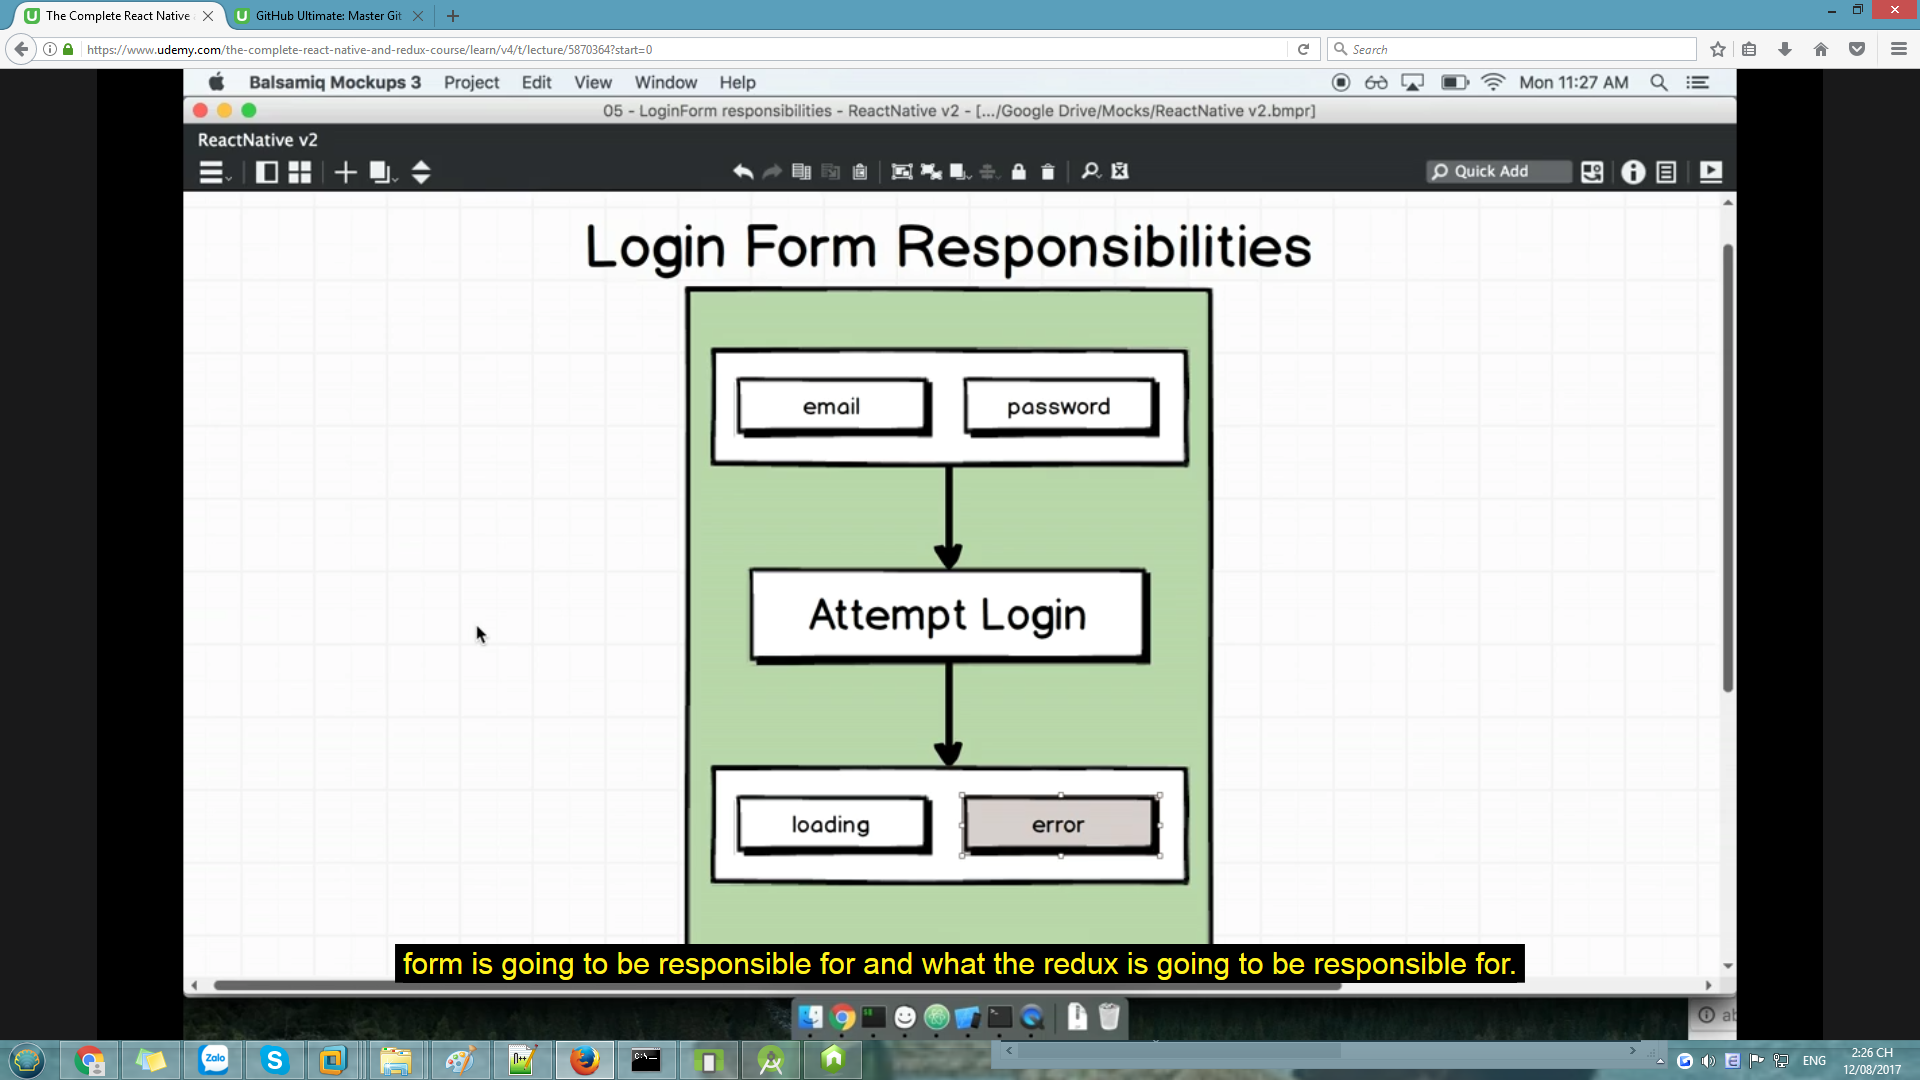 The Complete React Native
GitHub Ultimate: Master Git
https://www.udemy.com/the-complete-react-native-and-redux-course/learn/v4/t/lecture/5870364?start=0
Search
Balsamiq Mockups 3 Project Edit View Window Help
Mon 11:27 AM
05 - LoginForm responsibilities - ReactNative v2 - [.../Google Drive/Mocks/ReactNative v2.bmpr]
ReactNative v2
Quick Add
Login Form Responsibilities
email
password
Attempt Login
loading
error
form is going to be responsible for and what the redux is going to be responsible for.
Zalo
ENG
2:26 CH
12/08/2017